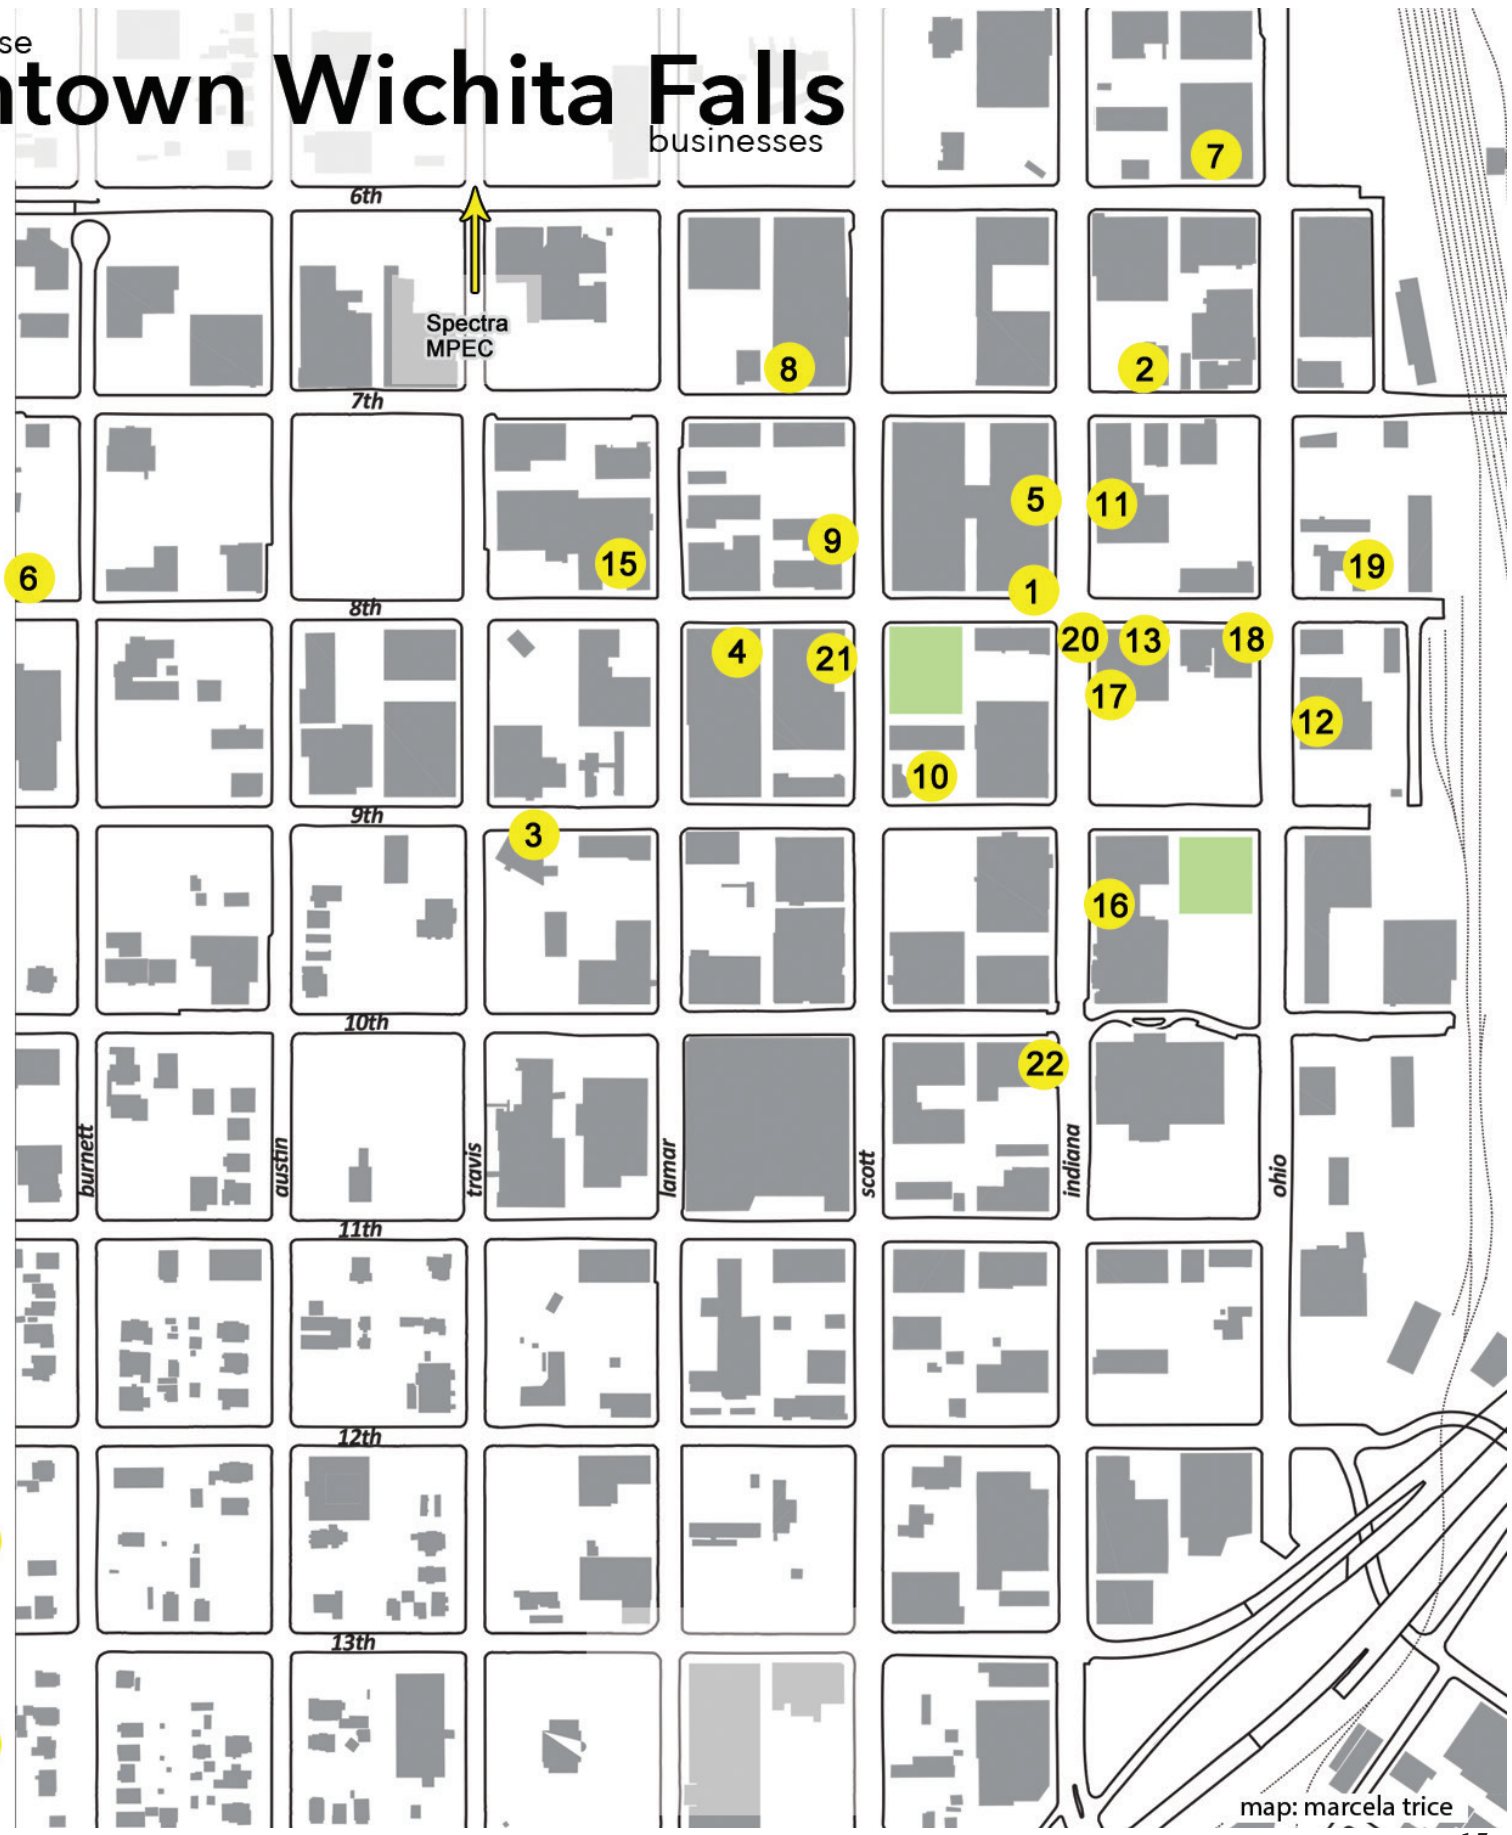 se
ntown Wichita Falls
businesses
7
6th
Spectra
MPEC
8
2
7th
5
11
9
15
19
6
1
8th
20
13
18
4
21
17
12
10
9th
3
16
10th
22
burnett
austin
travis
lamar
scott
indiana
ohio
11th
12th
13th
map: marcela trice